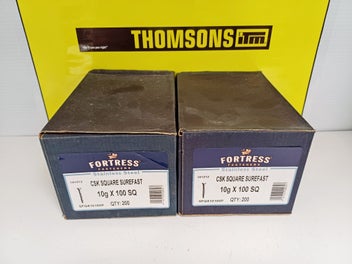 THOMSONS itm
FORTRESS
FASTENERS
Stainless Steel
CSK SQUARE SUREFAST
10g X 100 SQ
QTY: 200
FORTRESS
FASTENERS
Stainless Steel
CSK SQUARE SUREFAST
10g X 100 SQ
QTY: 200